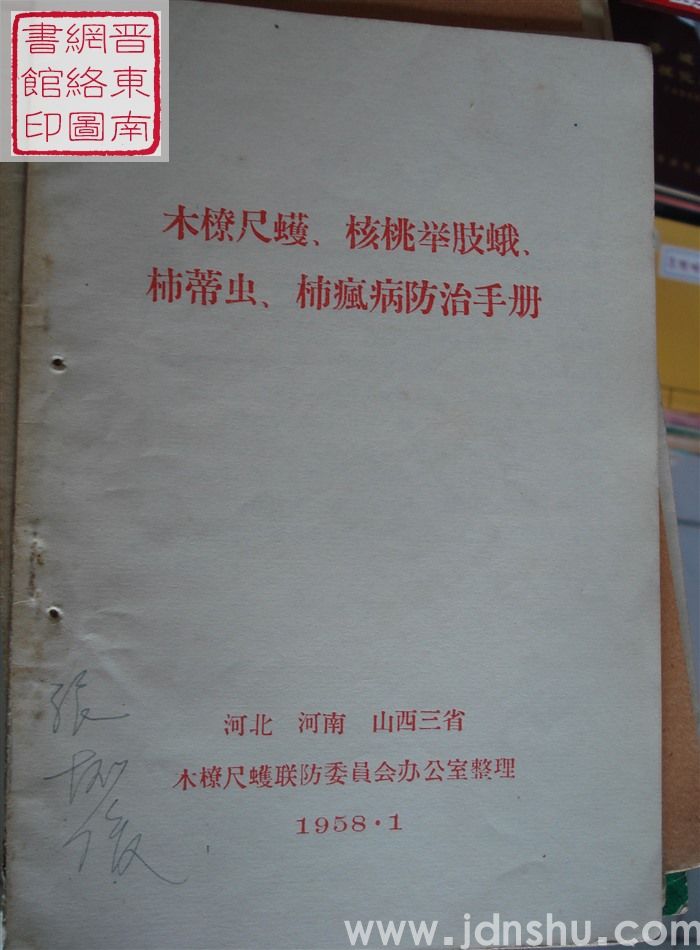 晋東南
網絡圖
書館印
木橑尺蠖、核桃举肢蛾、
柿蒂虫、柿瘋病防治手册
河北 河南 山西三省
木橑尺蠖联防委員会办公室整理
1958·1
張
俊
www.jdnshu.com